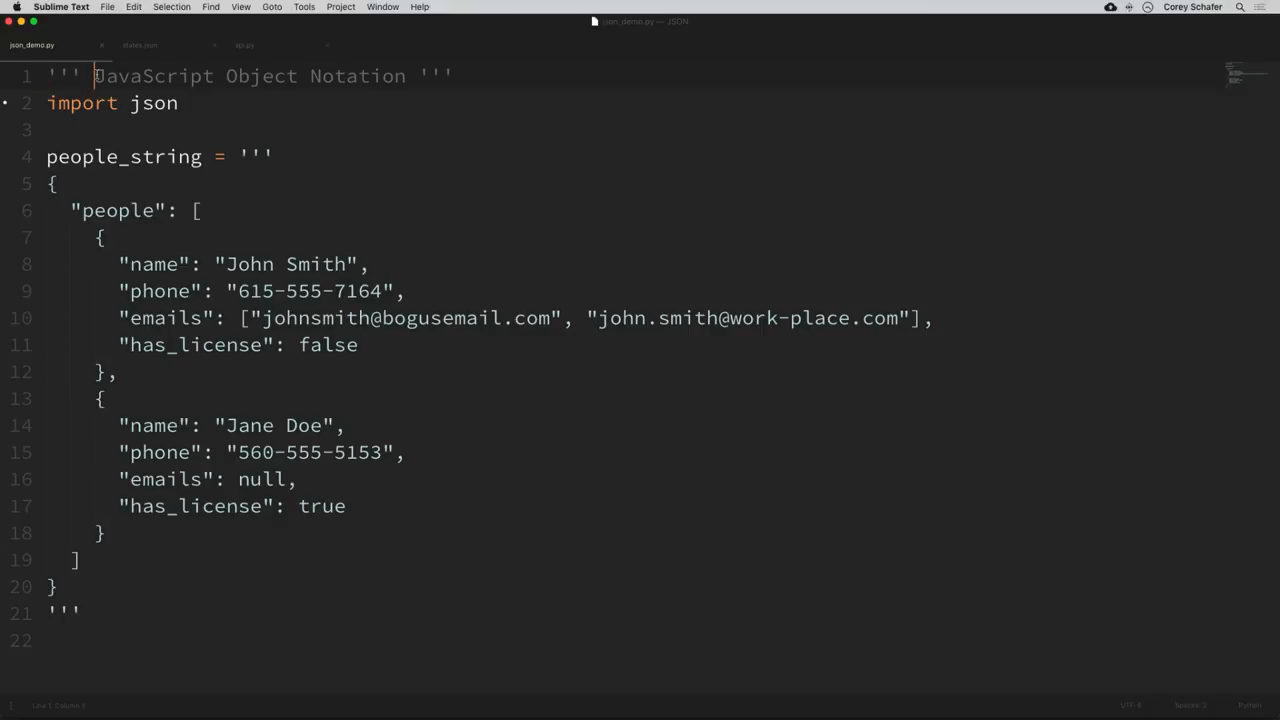 Sublime Text File Edit Selection Find View Goto Tools Project Window Help Corey Schafer
json_demo.py — JSON
json_demo.py states.json api.py
1 ''' JavaScript Object Notation '''
2 import json
3
4 people_string = '''
5 {
6 "people": [
7 {
8 "name": "John Smith",
9 "phone": "615-555-7164",
10 "emails": ["johnsmith@bogusemail.com", "john.smith@work-place.com"],
11 "has_license": false
12 },
13 {
14 "name": "Jane Doe",
15 "phone": "560-555-5153",
16 "emails": null,
17 "has_license": true
18 }
19 ]
20 }
21 '''
22
Line 1, Column 5 UTF-8 Spaces: 2 Python